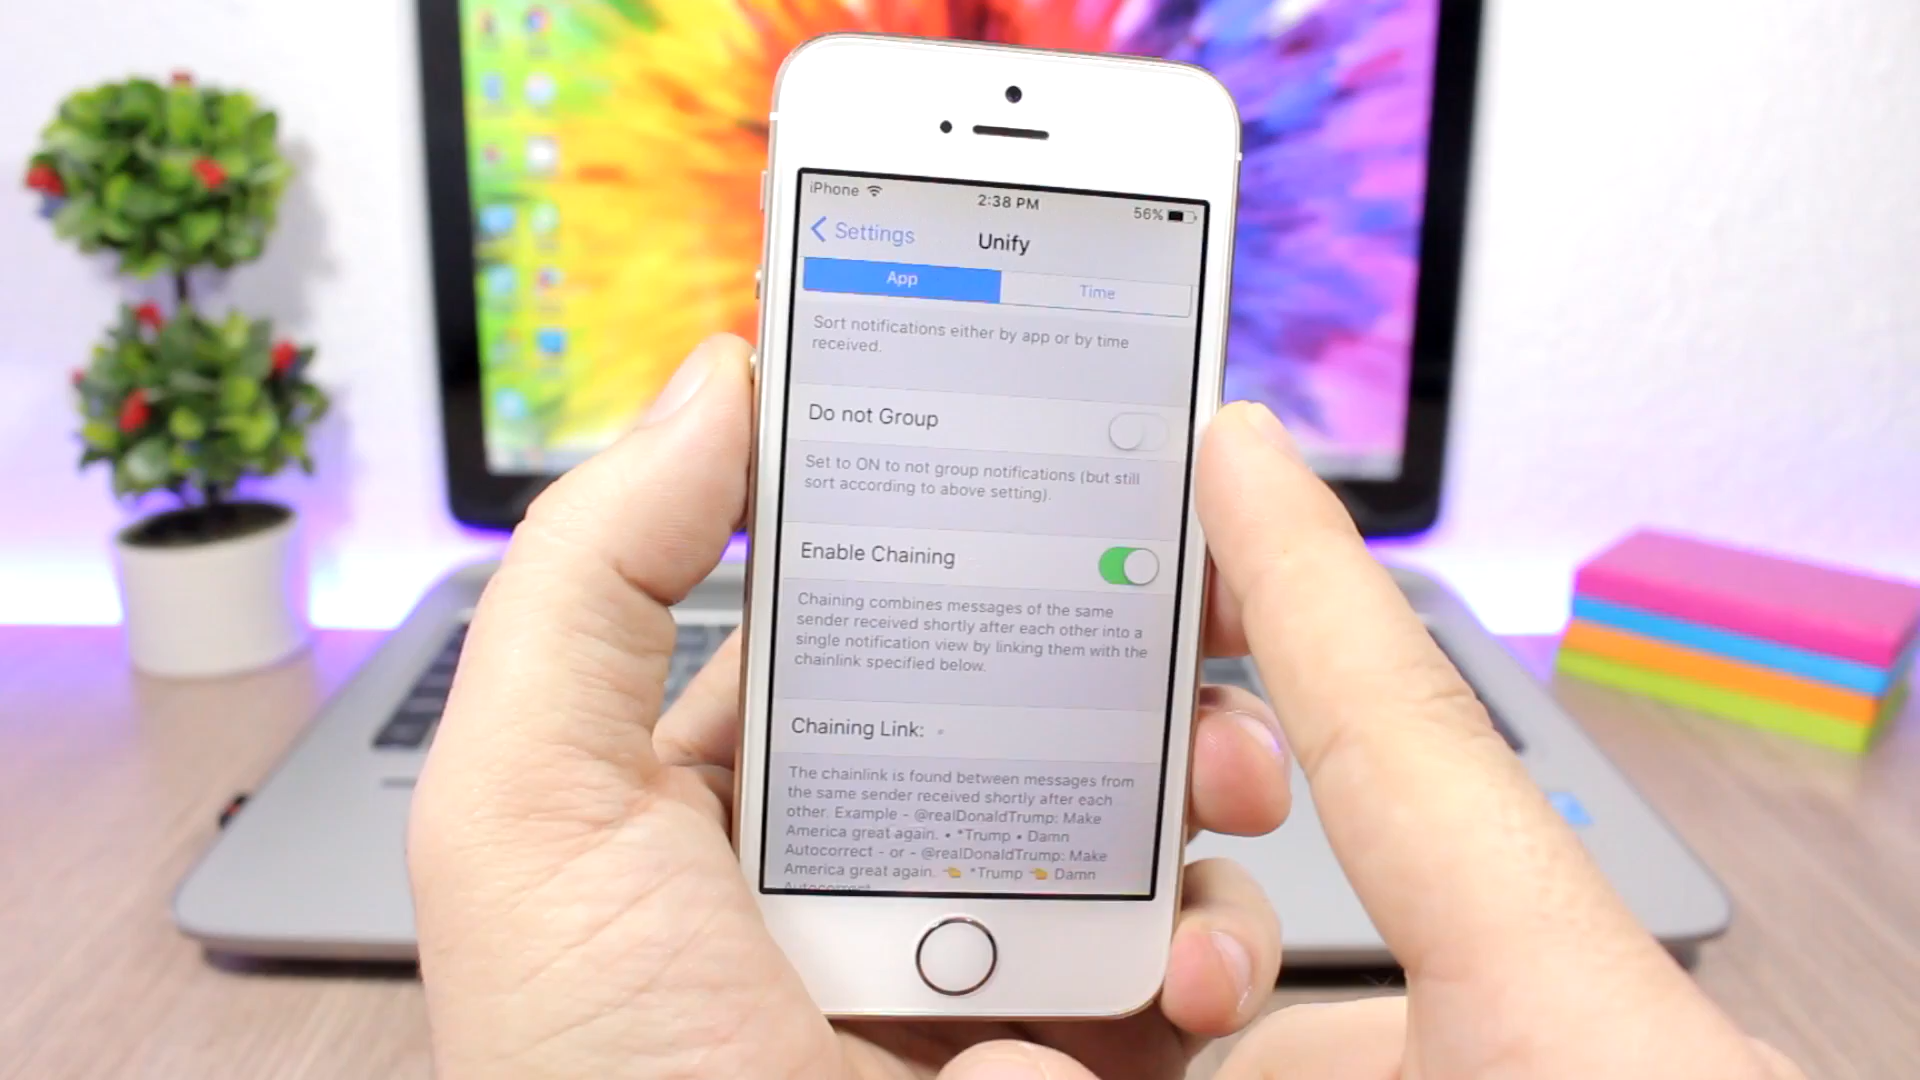 iPhone
2:38 PM
56%
Settings
Unify
App
Time
Sort notifications either by app or by time
received.
Do not Group
Set to ON to not group notifications (but still
sort according to above setting).
Enable Chaining
Chaining combines messages of the same
sender received shortly after each other into a
single notification view by linking them with the
chainlink specified below.
Chaining Link: •
The chainlink is found between messages from
the same sender received shortly after each
other. Example - @realDonaldTrump: Make
America great again. • *Trump • Damn
Autocorrect - or - @realDonaldTrump: Make
America great again. 👈 *Trump 👈 Damn
Autocorrect